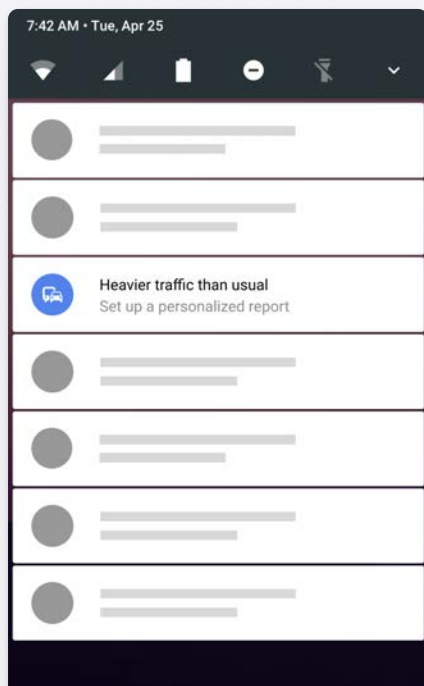 7:42 AM • Tue, Apr 25
Heavier traffic than usual
Set up a personalized report